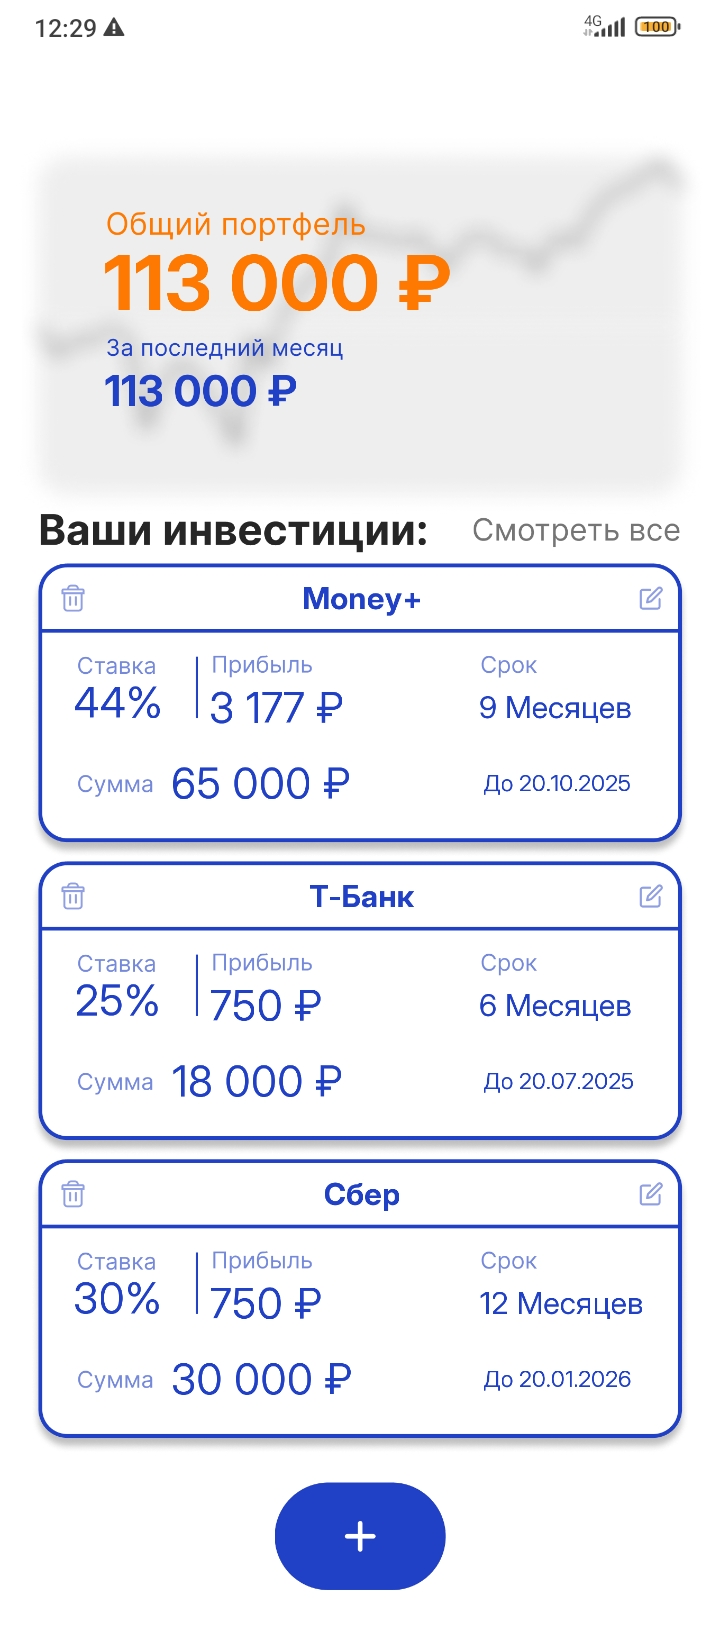 12:29
4G
100
Общий портфель
113 000 ₽
За последний месяц
113 000 ₽
Ваши инвестиции: Смотреть все
Money+
Ставка Прибыль Срок
44% 3 177 ₽ 9 Месяцев
Сумма 65 000 ₽ До 20.10.2025
Т-Банк
Ставка Прибыль Срок
25% 750 ₽ 6 Месяцев
Сумма 18 000 ₽ До 20.07.2025
Сбер
Ставка Прибыль Срок
30% 750 ₽ 12 Месяцев
Сумма 30 000 ₽ До 20.01.2026
+